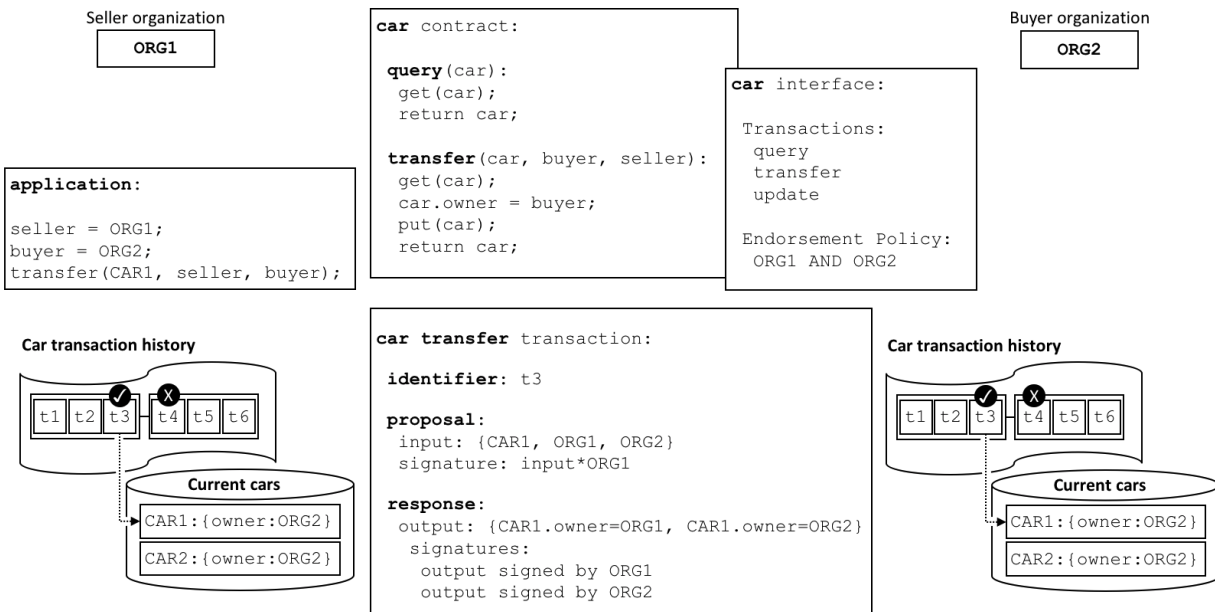 Seller organization
ORG1
Buyer organization
ORG2
car contract:
query(car):
get(car);
return car;
transfer(car, buyer, seller):
get(car);
car.owner = buyer;
put(car);
return car;
car interface:
Transactions:
query
transfer
update
Endorsement Policy:
ORG1 AND ORG2
application:
seller = ORG1;
buyer = ORG2;
transfer(CAR1, seller, buyer);
Car transaction history
t1 t2 t3 t4 t5 t6
✓ X
Current cars
CAR1:{owner:ORG2}
CAR2:{owner:ORG2}
car transfer transaction:
identifier: t3
proposal:
input: {CAR1, ORG1, ORG2}
signature: input*ORG1
response:
output: {CAR1.owner=ORG1, CAR1.owner=ORG2}
signatures:
output signed by ORG1
output signed by ORG2
Car transaction history
✓ X
t1 t2 t3 t4 t5 t6
Current cars
CAR1:{owner:ORG2}
CAR2:{owner:ORG2}